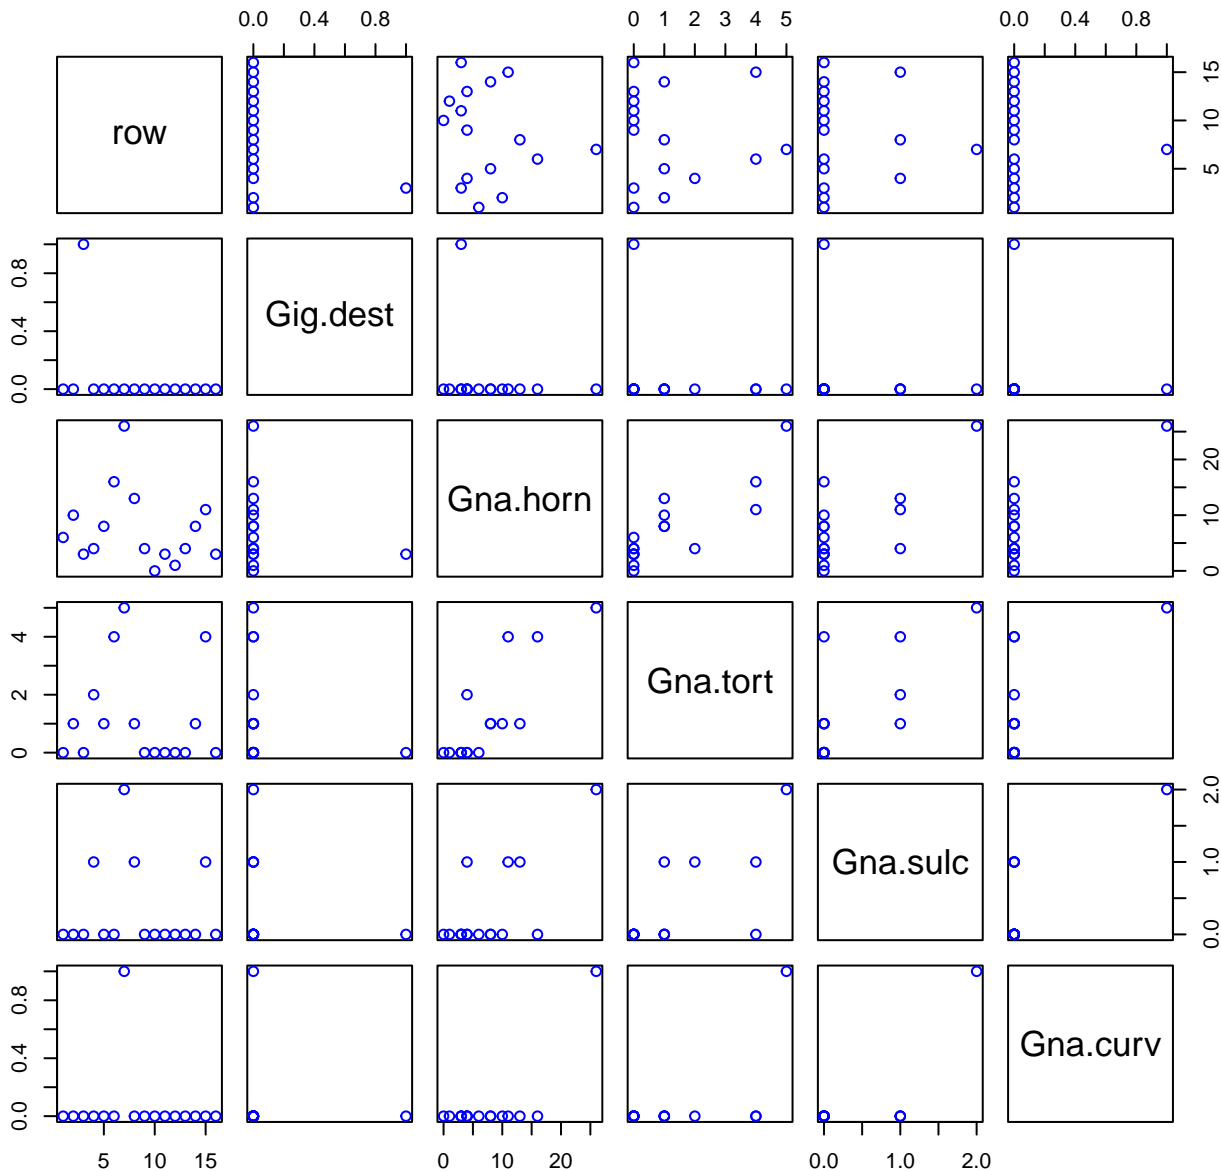 0.0 0.4 0.8 0 1 2 3 4 5 0.0 0.4 0.8
row 5 10 15
0.0 0.4 0.8 Gig.dest
Gna.horn 0 10 20
0 2 4 Gna.tort
Gna.sulc 0.0 1.0 2.0
0.0 0.4 0.8 Gna.curv
5 10 15 0 10 20 0.0 1.0 2.0